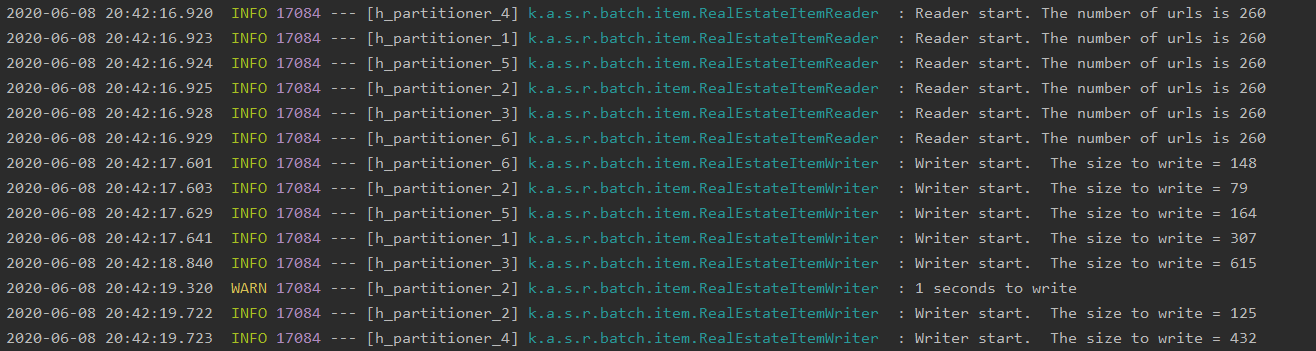 2020-06-08 20:42:16.920  INFO 17084 --- [h_partitioner_4] k.a.s.r.batch.item.RealEstateItemReader  : Reader start. The number of urls is 260
2020-06-08 20:42:16.923  INFO 17084 --- [h_partitioner_1] k.a.s.r.batch.item.RealEstateItemReader  : Reader start. The number of urls is 260
2020-06-08 20:42:16.924  INFO 17084 --- [h_partitioner_5] k.a.s.r.batch.item.RealEstateItemReader  : Reader start. The number of urls is 260
2020-06-08 20:42:16.925  INFO 17084 --- [h_partitioner_2] k.a.s.r.batch.item.RealEstateItemReader  : Reader start. The number of urls is 260
2020-06-08 20:42:16.928  INFO 17084 --- [h_partitioner_3] k.a.s.r.batch.item.RealEstateItemReader  : Reader start. The number of urls is 260
2020-06-08 20:42:16.929  INFO 17084 --- [h_partitioner_6] k.a.s.r.batch.item.RealEstateItemReader  : Reader start. The number of urls is 260
2020-06-08 20:42:17.601  INFO 17084 --- [h_partitioner_6] k.a.s.r.batch.item.RealEstateItemWriter  : Writer start.  The size to write = 148
2020-06-08 20:42:17.603  INFO 17084 --- [h_partitioner_2] k.a.s.r.batch.item.RealEstateItemWriter  : Writer start.  The size to write = 79
2020-06-08 20:42:17.629  INFO 17084 --- [h_partitioner_5] k.a.s.r.batch.item.RealEstateItemWriter  : Writer start.  The size to write = 164
2020-06-08 20:42:17.641  INFO 17084 --- [h_partitioner_1] k.a.s.r.batch.item.RealEstateItemWriter  : Writer start.  The size to write = 307
2020-06-08 20:42:18.840  INFO 17084 --- [h_partitioner_3] k.a.s.r.batch.item.RealEstateItemWriter  : Writer start.  The size to write = 615
2020-06-08 20:42:19.320  WARN 17084 --- [h_partitioner_2] k.a.s.r.batch.item.RealEstateItemWriter  : 1 seconds to write
2020-06-08 20:42:19.722  INFO 17084 --- [h_partitioner_2] k.a.s.r.batch.item.RealEstateItemWriter  : Writer start.  The size to write = 125
2020-06-08 20:42:19.723  INFO 17084 --- [h_partitioner_4] k.a.s.r.batch.item.RealEstateItemWriter  : Writer start.  The size to write = 432